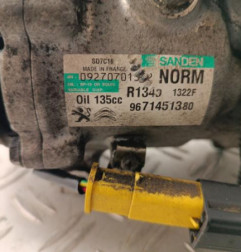 SD7C16
SANDEN
MADE IN FRANCE
NORM
Oil 135cc
R134a 1322F
9671451380